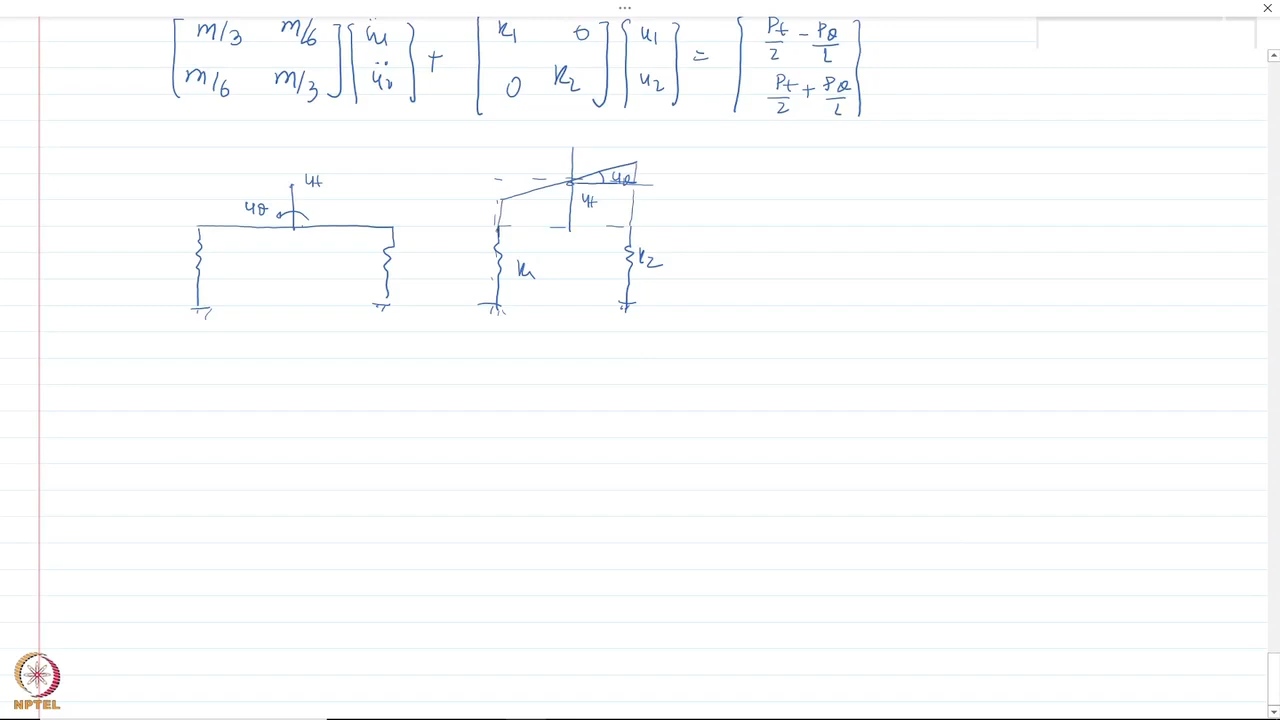 [m/3 m/6; m/6 m/3] {ü1; ü2} + [k1 0; 0 k2] {u1; u2} = {Pt/2 - Pθ/L; Pt/2 + Pθ/L}
ut
uθ
uθ
ut
k1
k2
NPTEL